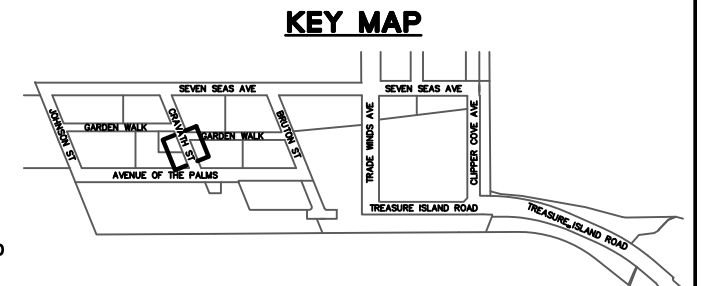 KEY MAP
SEVEN SEAS AVE
SEVEN SEAS AVE
JOHNSON ST
CRAVATH ST
BRUTON ST
TRADE WINDS AVE
CLIPPER COVE AVE
GARDEN WALK
GARDEN WALK
AVENUE OF THE PALMS
TREASURE ISLAND ROAD
TREASURE ISLAND ROAD